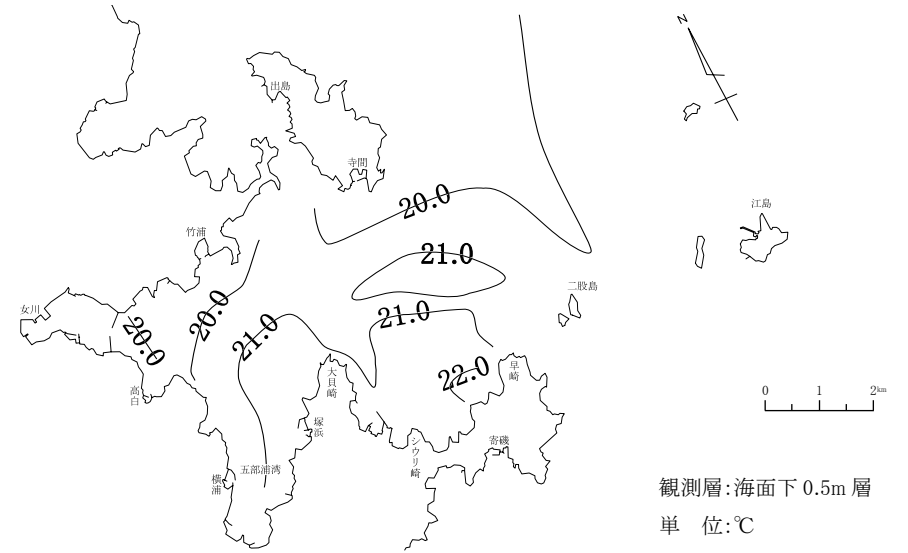 N
出島
寺間
20.0
江島
竹浦
21.0
二股島
女川
20.0
20.0
21.0
21.0
22.0
大貝崎
早崎
高白
0 1 2km
塚浜
シウリ崎
寄磯
五部浦湾
横浦
観測層:海面下 0.5m 層
単 位:℃